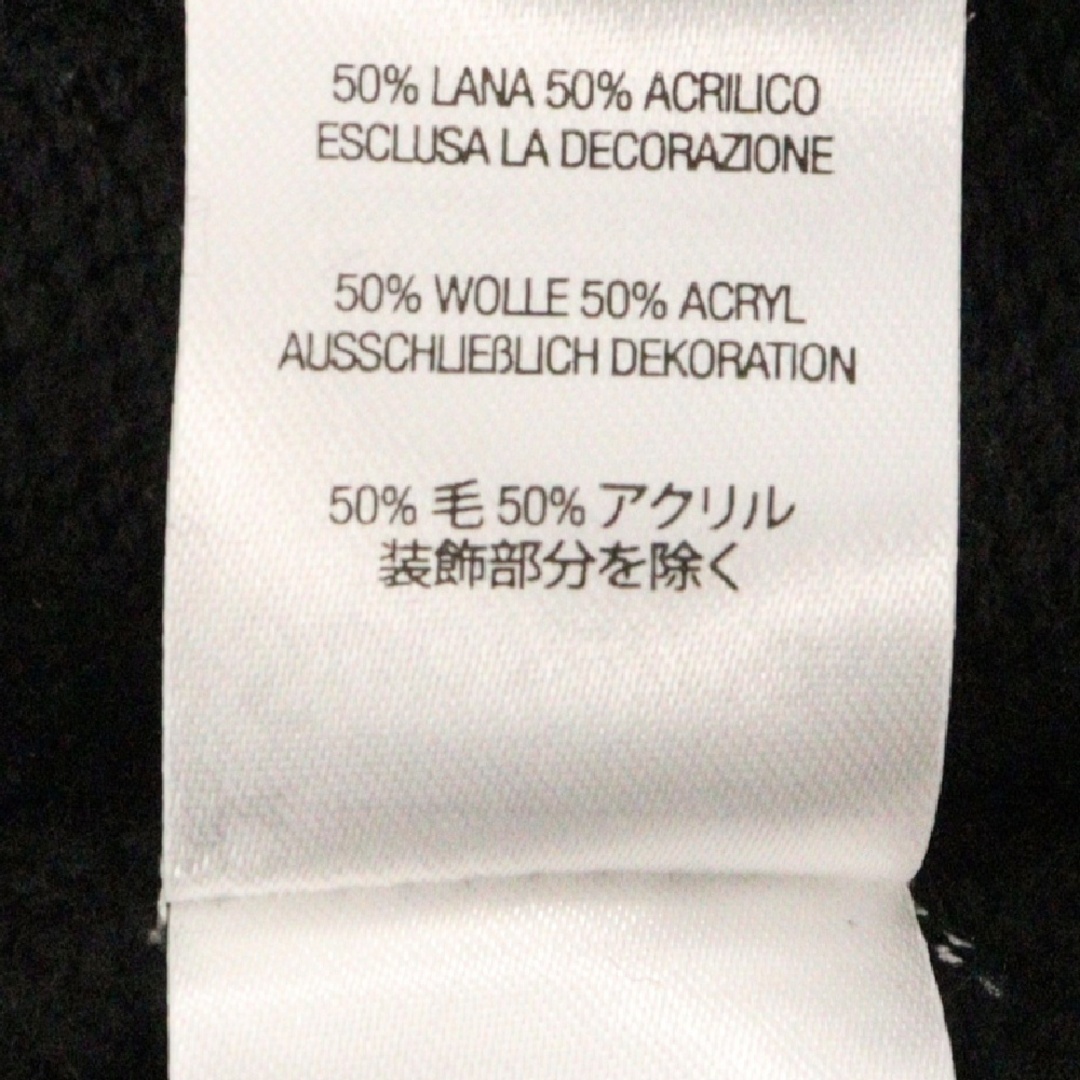 50% LANA 50% ACRILICO
ESCLUSA LA DECORAZIONE
50% WOLLE 50% ACRYL
AUSSCHLIEßLICH DEKORATION
50% 毛 50% アクリル
装飾部分を除く